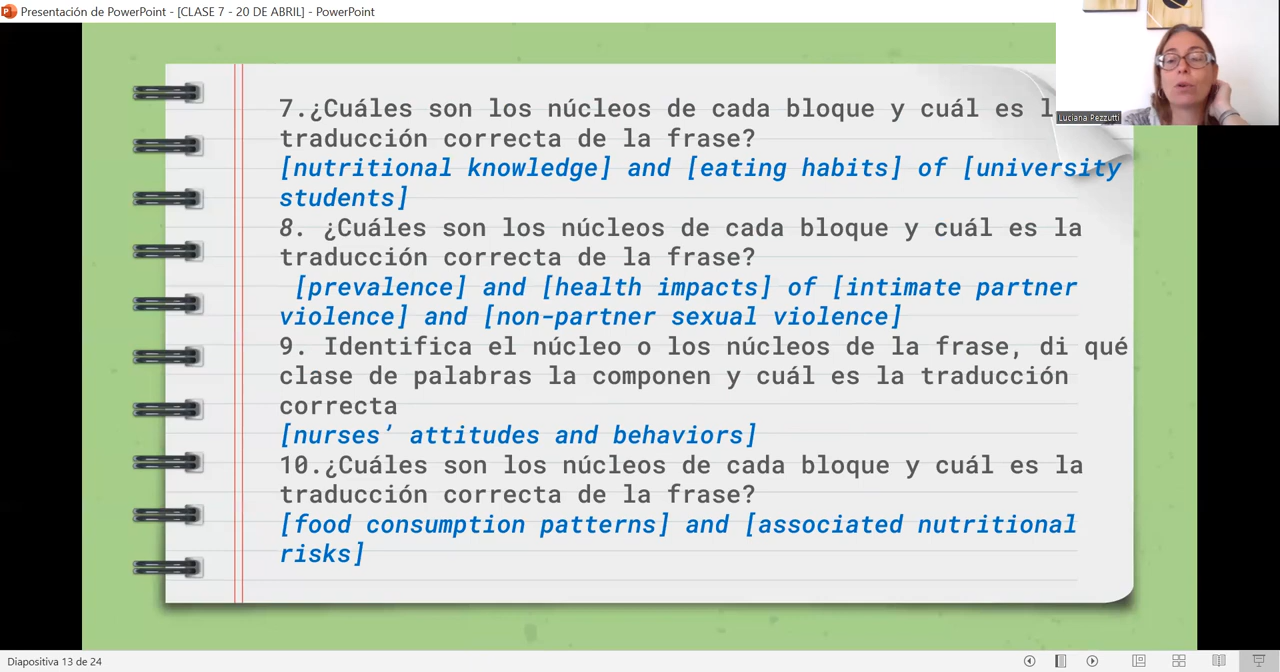 Presentación de PowerPoint - [CLASE 7 - 20 DE ABRIL] - PowerPoint
7.¿Cuáles son los núcleos de cada bloque y cuál es l
traducción correcta de la frase?
[nutritional knowledge] and [eating habits] of [university
students]
8. ¿Cuáles son los núcleos de cada bloque y cuál es la
traducción correcta de la frase?
[prevalence] and [health impacts] of [intimate partner
violence] and [non-partner sexual violence]
9. Identifica el núcleo o los núcleos de la frase, di qué
clase de palabras la componen y cuál es la traducción
correcta
[nurses’ attitudes and behaviors]
10.¿Cuáles son los núcleos de cada bloque y cuál es la
traducción correcta de la frase?
[food consumption patterns] and [associated nutritional
risks]
Luciana Pezzutti
Diapositiva 13 de 24